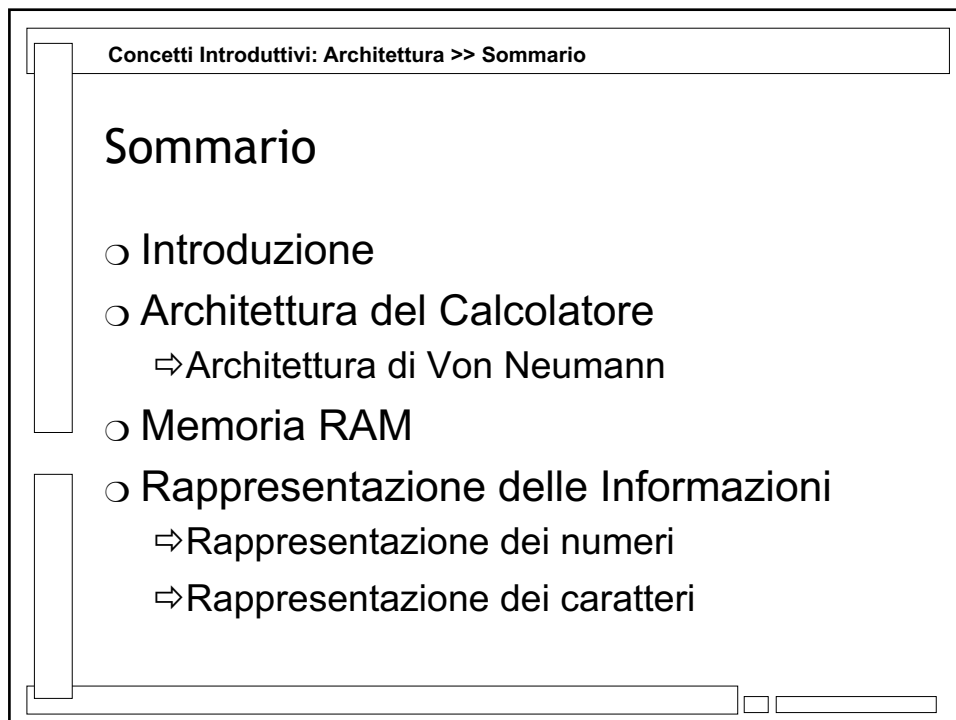 Concetti Introduttivi: Architettura >> Sommario
Sommario
❍ Introduzione
❍ Architettura del Calcolatore
⇨Architettura di Von Neumann
❍ Memoria RAM
❍ Rappresentazione delle Informazioni
⇨Rappresentazione dei numeri
⇨Rappresentazione dei caratteri